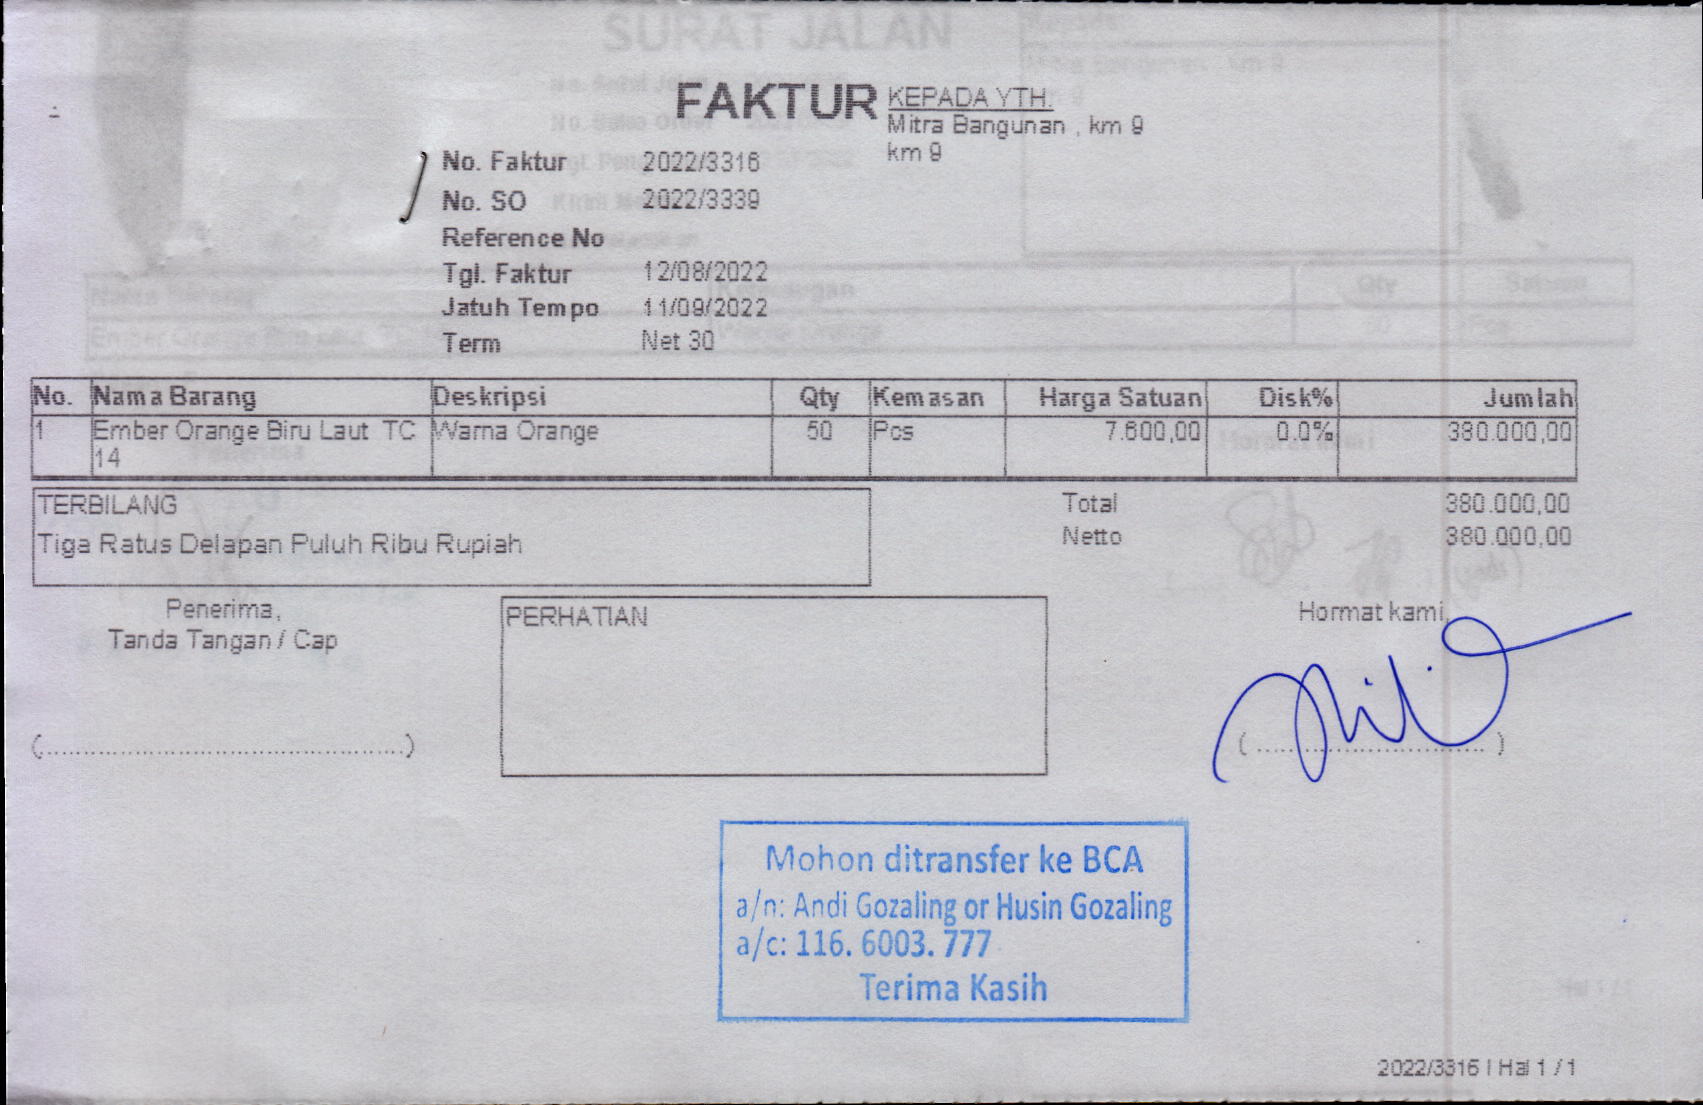 SURAT JALAN
FAKTUR
KEPADA YTH:
Mitra Bangunan , km 9
km 9
No. Faktur 2022/3316
No. SO 2022/3339
Reference No
Tgl. Faktur 12/08/2022
Jatuh Tempo 11/09/2022
Term Net 30
No. Nama Barang Deskripsi Qty Kemasan Harga Satuan Disk% Jumlah
1 Ember Orange Biru Laut TC Warna Orange 50 Pcs 7.600,00 0.0% 380.000,00
14
TERBILANG
Tiga Ratus Delapan Puluh Ribu Rupiah
Total 380.000,00
Netto 380.000,00
Penerima,
Tanda Tangan / Cap
PERHATIAN
Hormat kami,
(...........................................)
( ............................ )
Mohon ditransfer ke BCA
a/n: Andi Gozaling or Husin Gozaling
a/c: 116. 6003. 777
Terima Kasih
2022/3316 | Hal 1 / 1